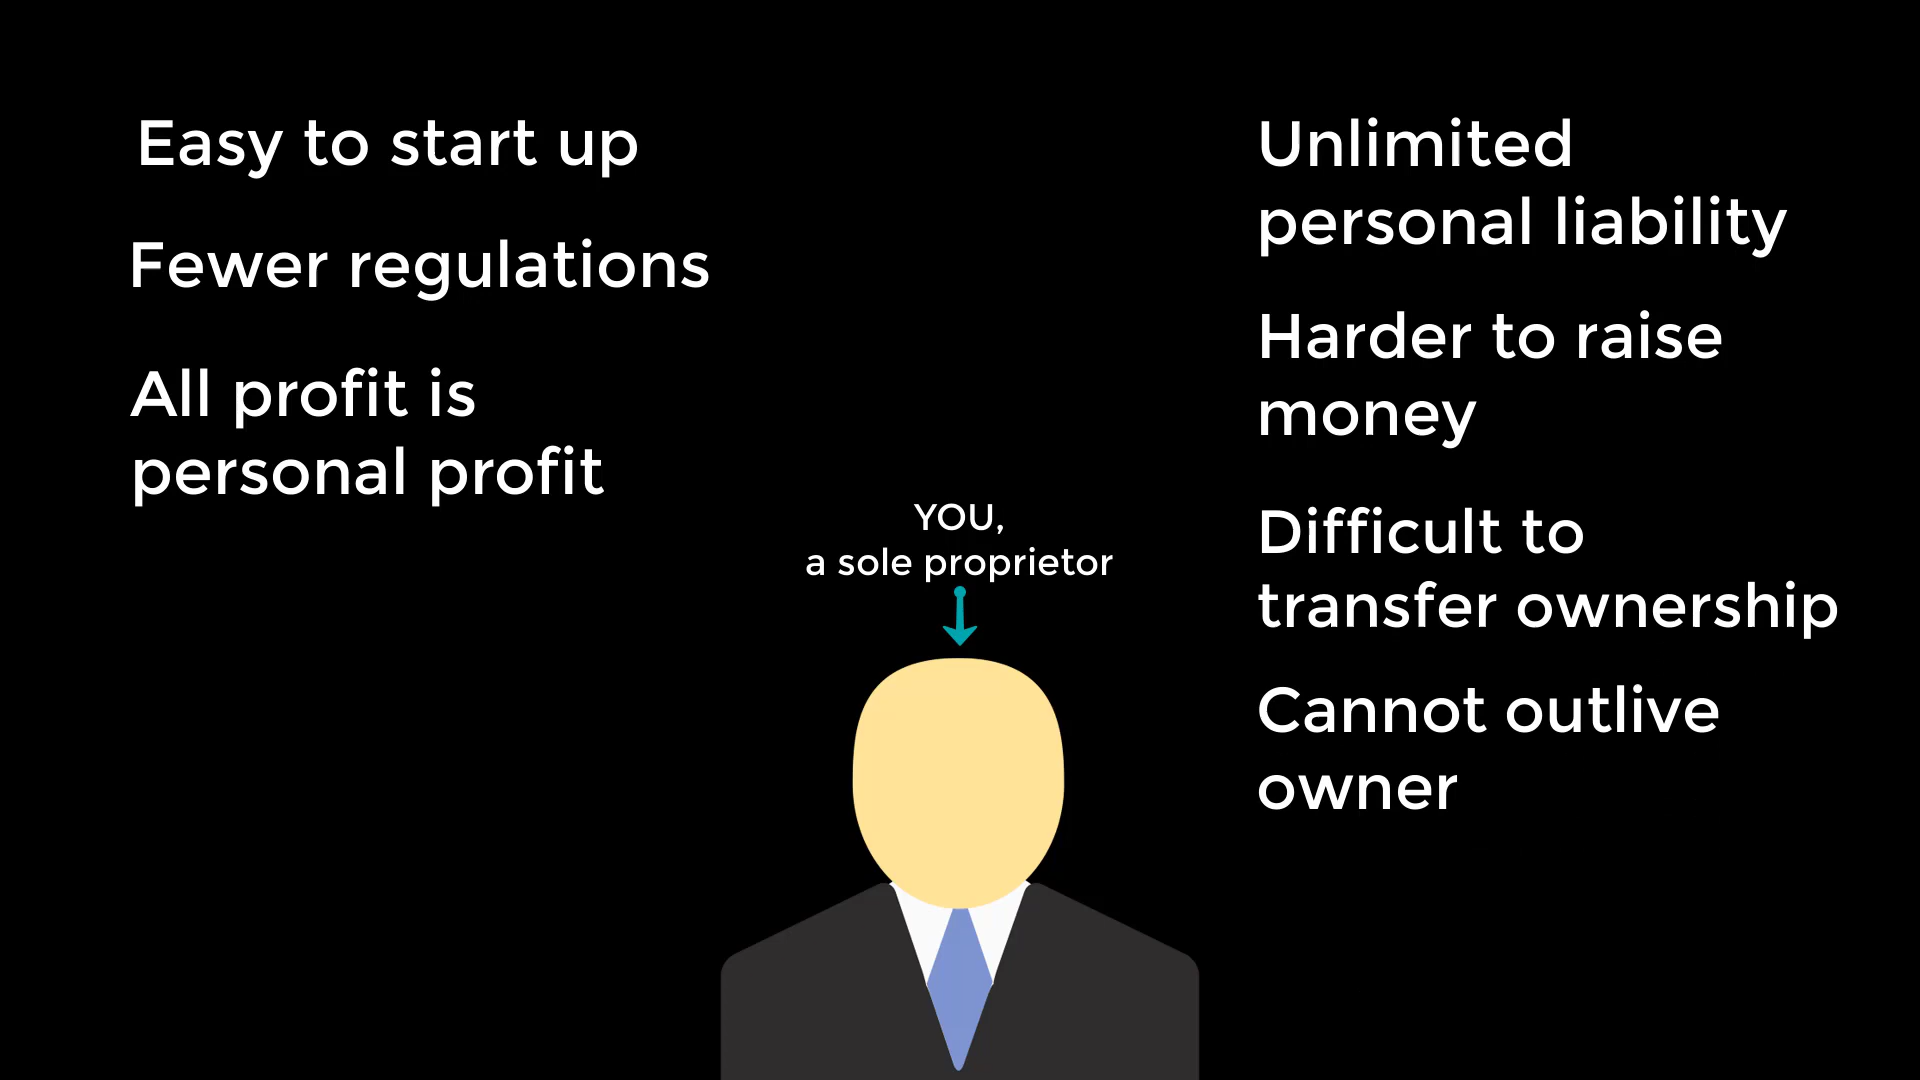 Easy to start up
Fewer regulations
All profit is
personal profit
YOU,
a sole proprietor
Unlimited
personal liability
Harder to raise
money
Difficult to
transfer ownership
Cannot outlive
owner